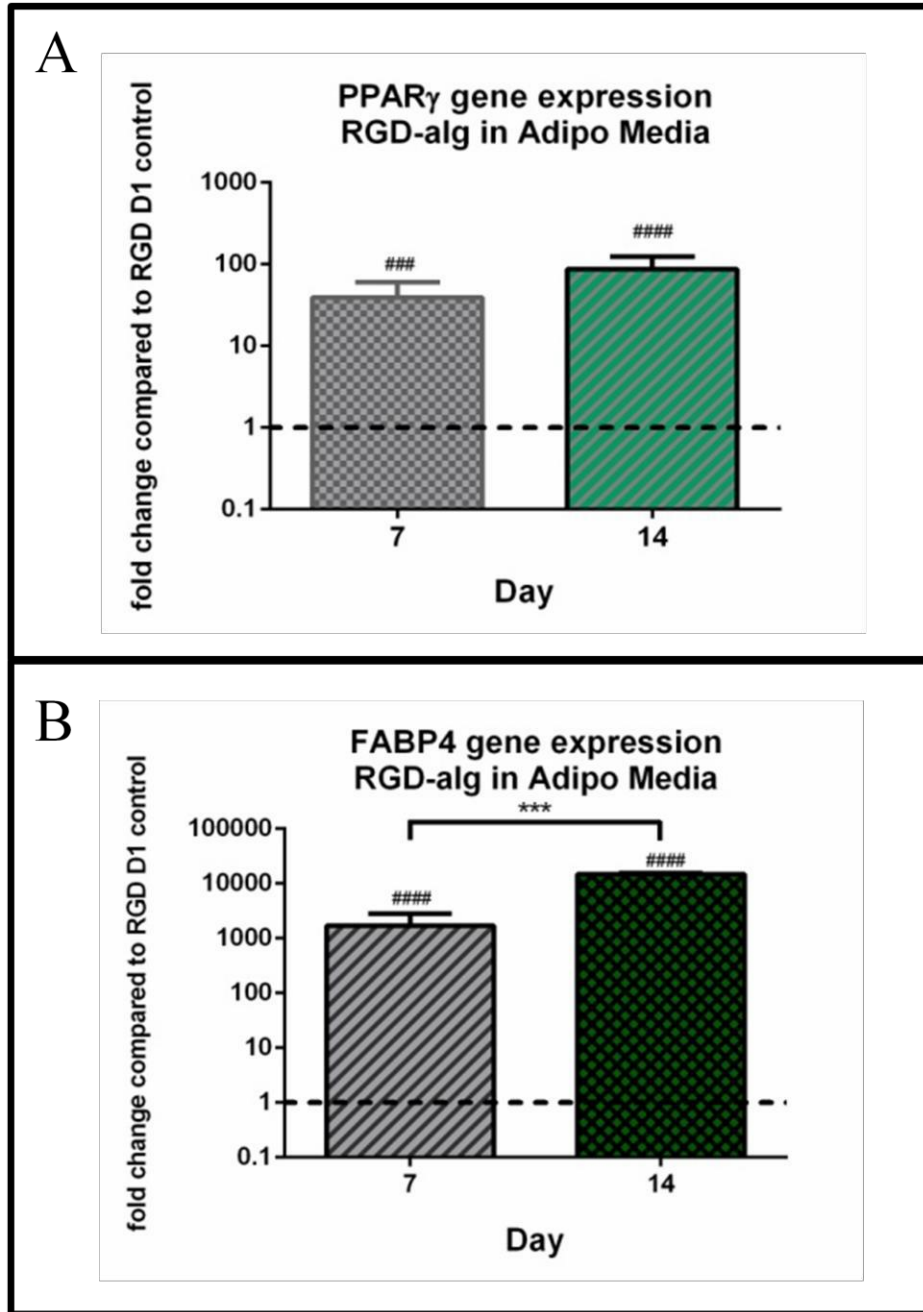 A
PPARγ gene expression
RGD-alg in Adipo Media
fold change compared to RGD D1 control
1000
100
10
1
0.1
###
####
7
14
Day
B
FABP4 gene expression
RGD-alg in Adipo Media
fold change compared to RGD D1 control
100000
10000
1000
100
10
1
0.1
***
####
####
7
14
Day